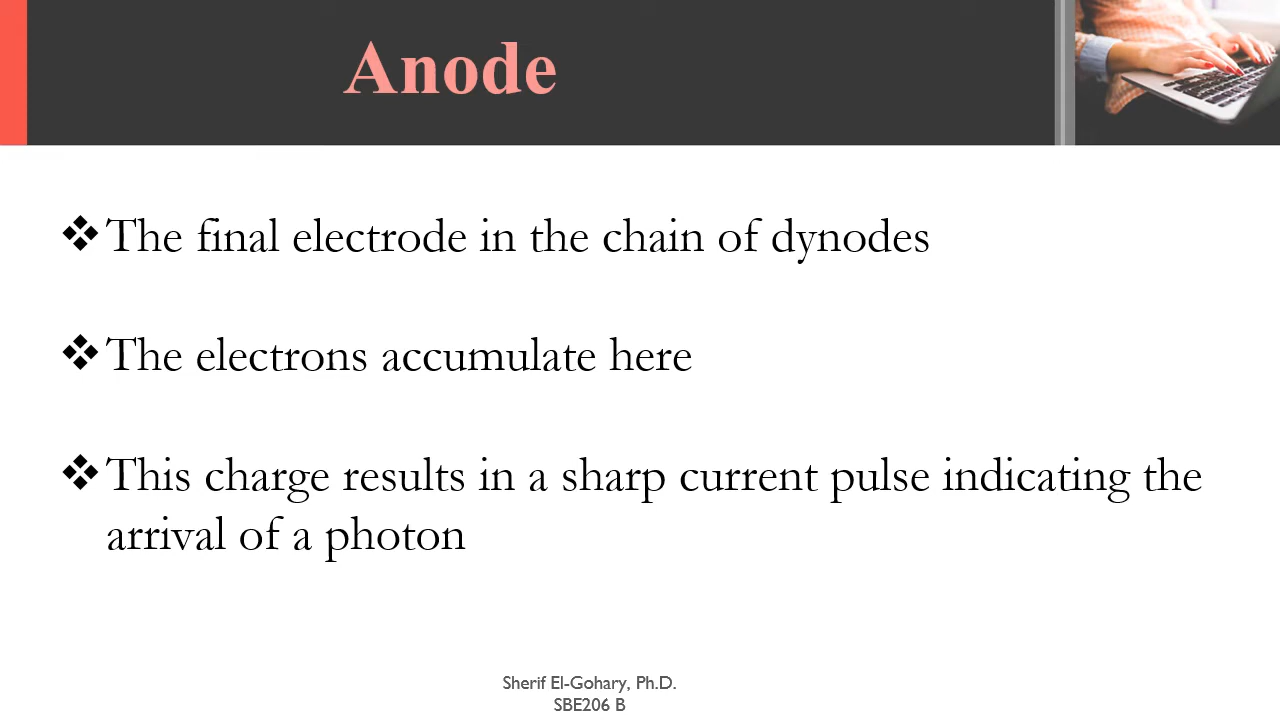 Anode
❖The final electrode in the chain of dynodes
❖The electrons accumulate here
❖This charge results in a sharp current pulse indicating the
arrival of a photon
Sherif El-Gohary, Ph.D.
SBE206 B